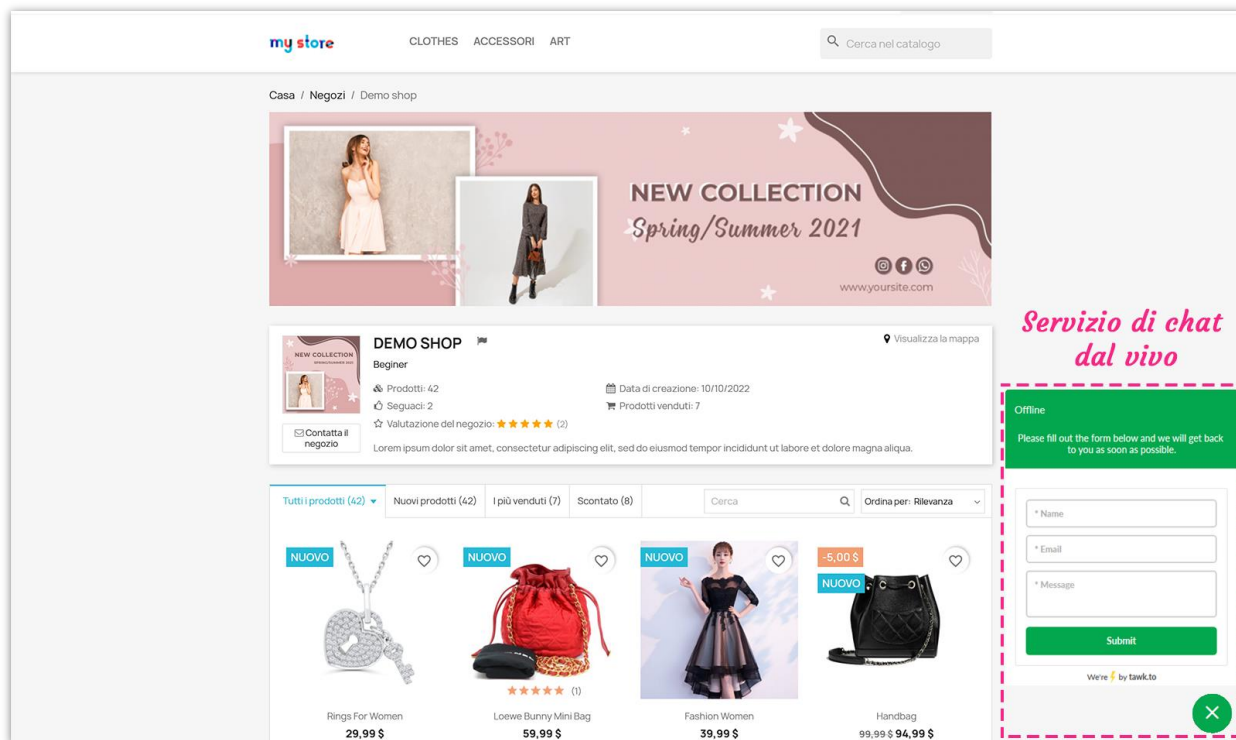 my store
CLOTHES ACCESSORI ART
Cerca nel catalogo
Casa / Negozi / Demo shop
NEW COLLECTION
Spring/Summer 2021
www.yoursite.com
Servizio di chat
dal vivo
NEW COLLECTION
SPRING/SUMMER 2021
DEMO SHOP
Visualizza la mappa
Beginer
Prodotti: 42
Data di creazione: 10/10/2022
Seguaci: 2
Prodotti venduti: 7
Valutazione del negozio: (2)
Contatta il
negozio
Lorem ipsum dolor sit amet, consectetur adipiscing elit, sed do eiusmod tempor incididunt ut labore et dolore magna aliqua.
Offline
Please fill out the form below and we will get back
to you as soon as possible.
* Name
* Email
* Message
Submit
We're by tawk.to
Tutti i prodotti (42) Nuovi prodotti (42) I più venduti (7) Scontato (8)
Cerca
Ordina per: Rilevanza
NUOVO
NUOVO
NUOVO
-5,00 $
NUOVO
(1)
Rings For Women
29,99 $
Loewe Bunny Mini Bag
59,99 $
Fashion Women
39,99 $
Handbag
99,99 $ 94,99 $